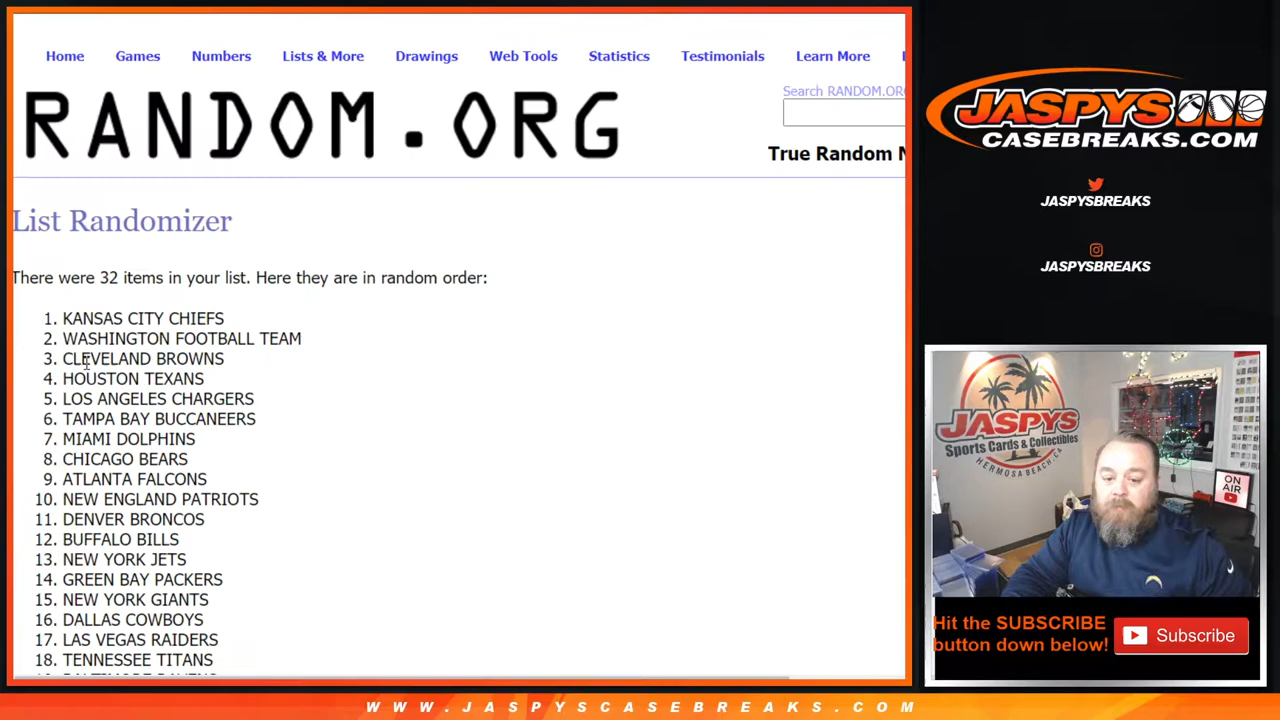 Home Games Numbers Lists & More Drawings Web Tools Statistics Testimonials Learn More
Search RANDOM.ORG
RANDOM.ORG
True Random
List Randomizer
There were 32 items in your list. Here they are in random order:
1. KANSAS CITY CHIEFS
2. WASHINGTON FOOTBALL TEAM
3. CLEVELAND BROWNS
4. HOUSTON TEXANS
5. LOS ANGELES CHARGERS
6. TAMPA BAY BUCCANEERS
7. MIAMI DOLPHINS
8. CHICAGO BEARS
9. ATLANTA FALCONS
10. NEW ENGLAND PATRIOTS
11. DENVER BRONCOS
12. BUFFALO BILLS
13. NEW YORK JETS
14. GREEN BAY PACKERS
15. NEW YORK GIANTS
16. DALLAS COWBOYS
17. LAS VEGAS RAIDERS
18. TENNESSEE TITANS
JASPYS
CASEBREAKS.COM
JASPYSBREAKS
JASPYSBREAKS
JASPYS
Sports Cards & Collectibles
HERMOSA BEACH, CA
ON
AIR
Hit the SUBSCRIBE
button down below!
Subscribe
WWW.JASPYSCASEBREAKS.COM